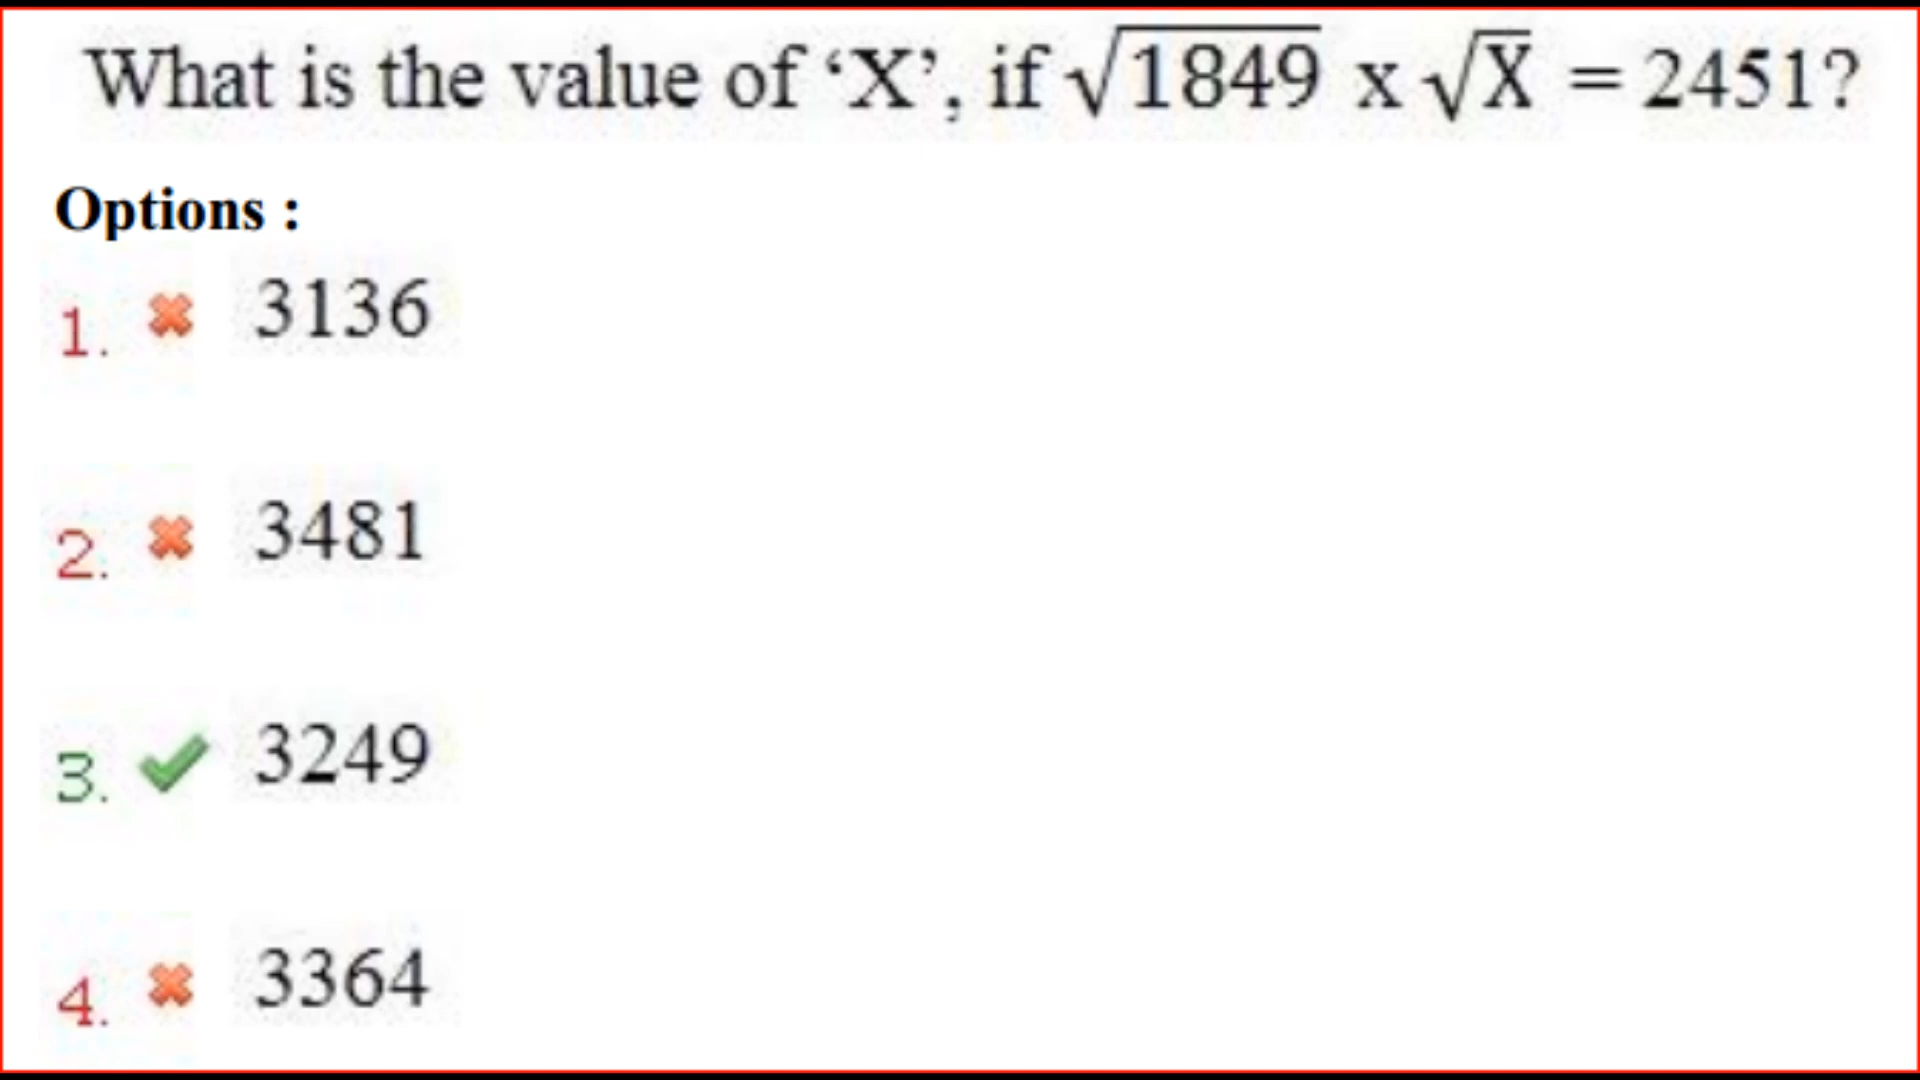 What is the value of ‘X’, if √1849 x √X = 2451?
Options :
1. ✖ 3136
2. ✖ 3481
3. ✔ 3249
4. ✖ 3364